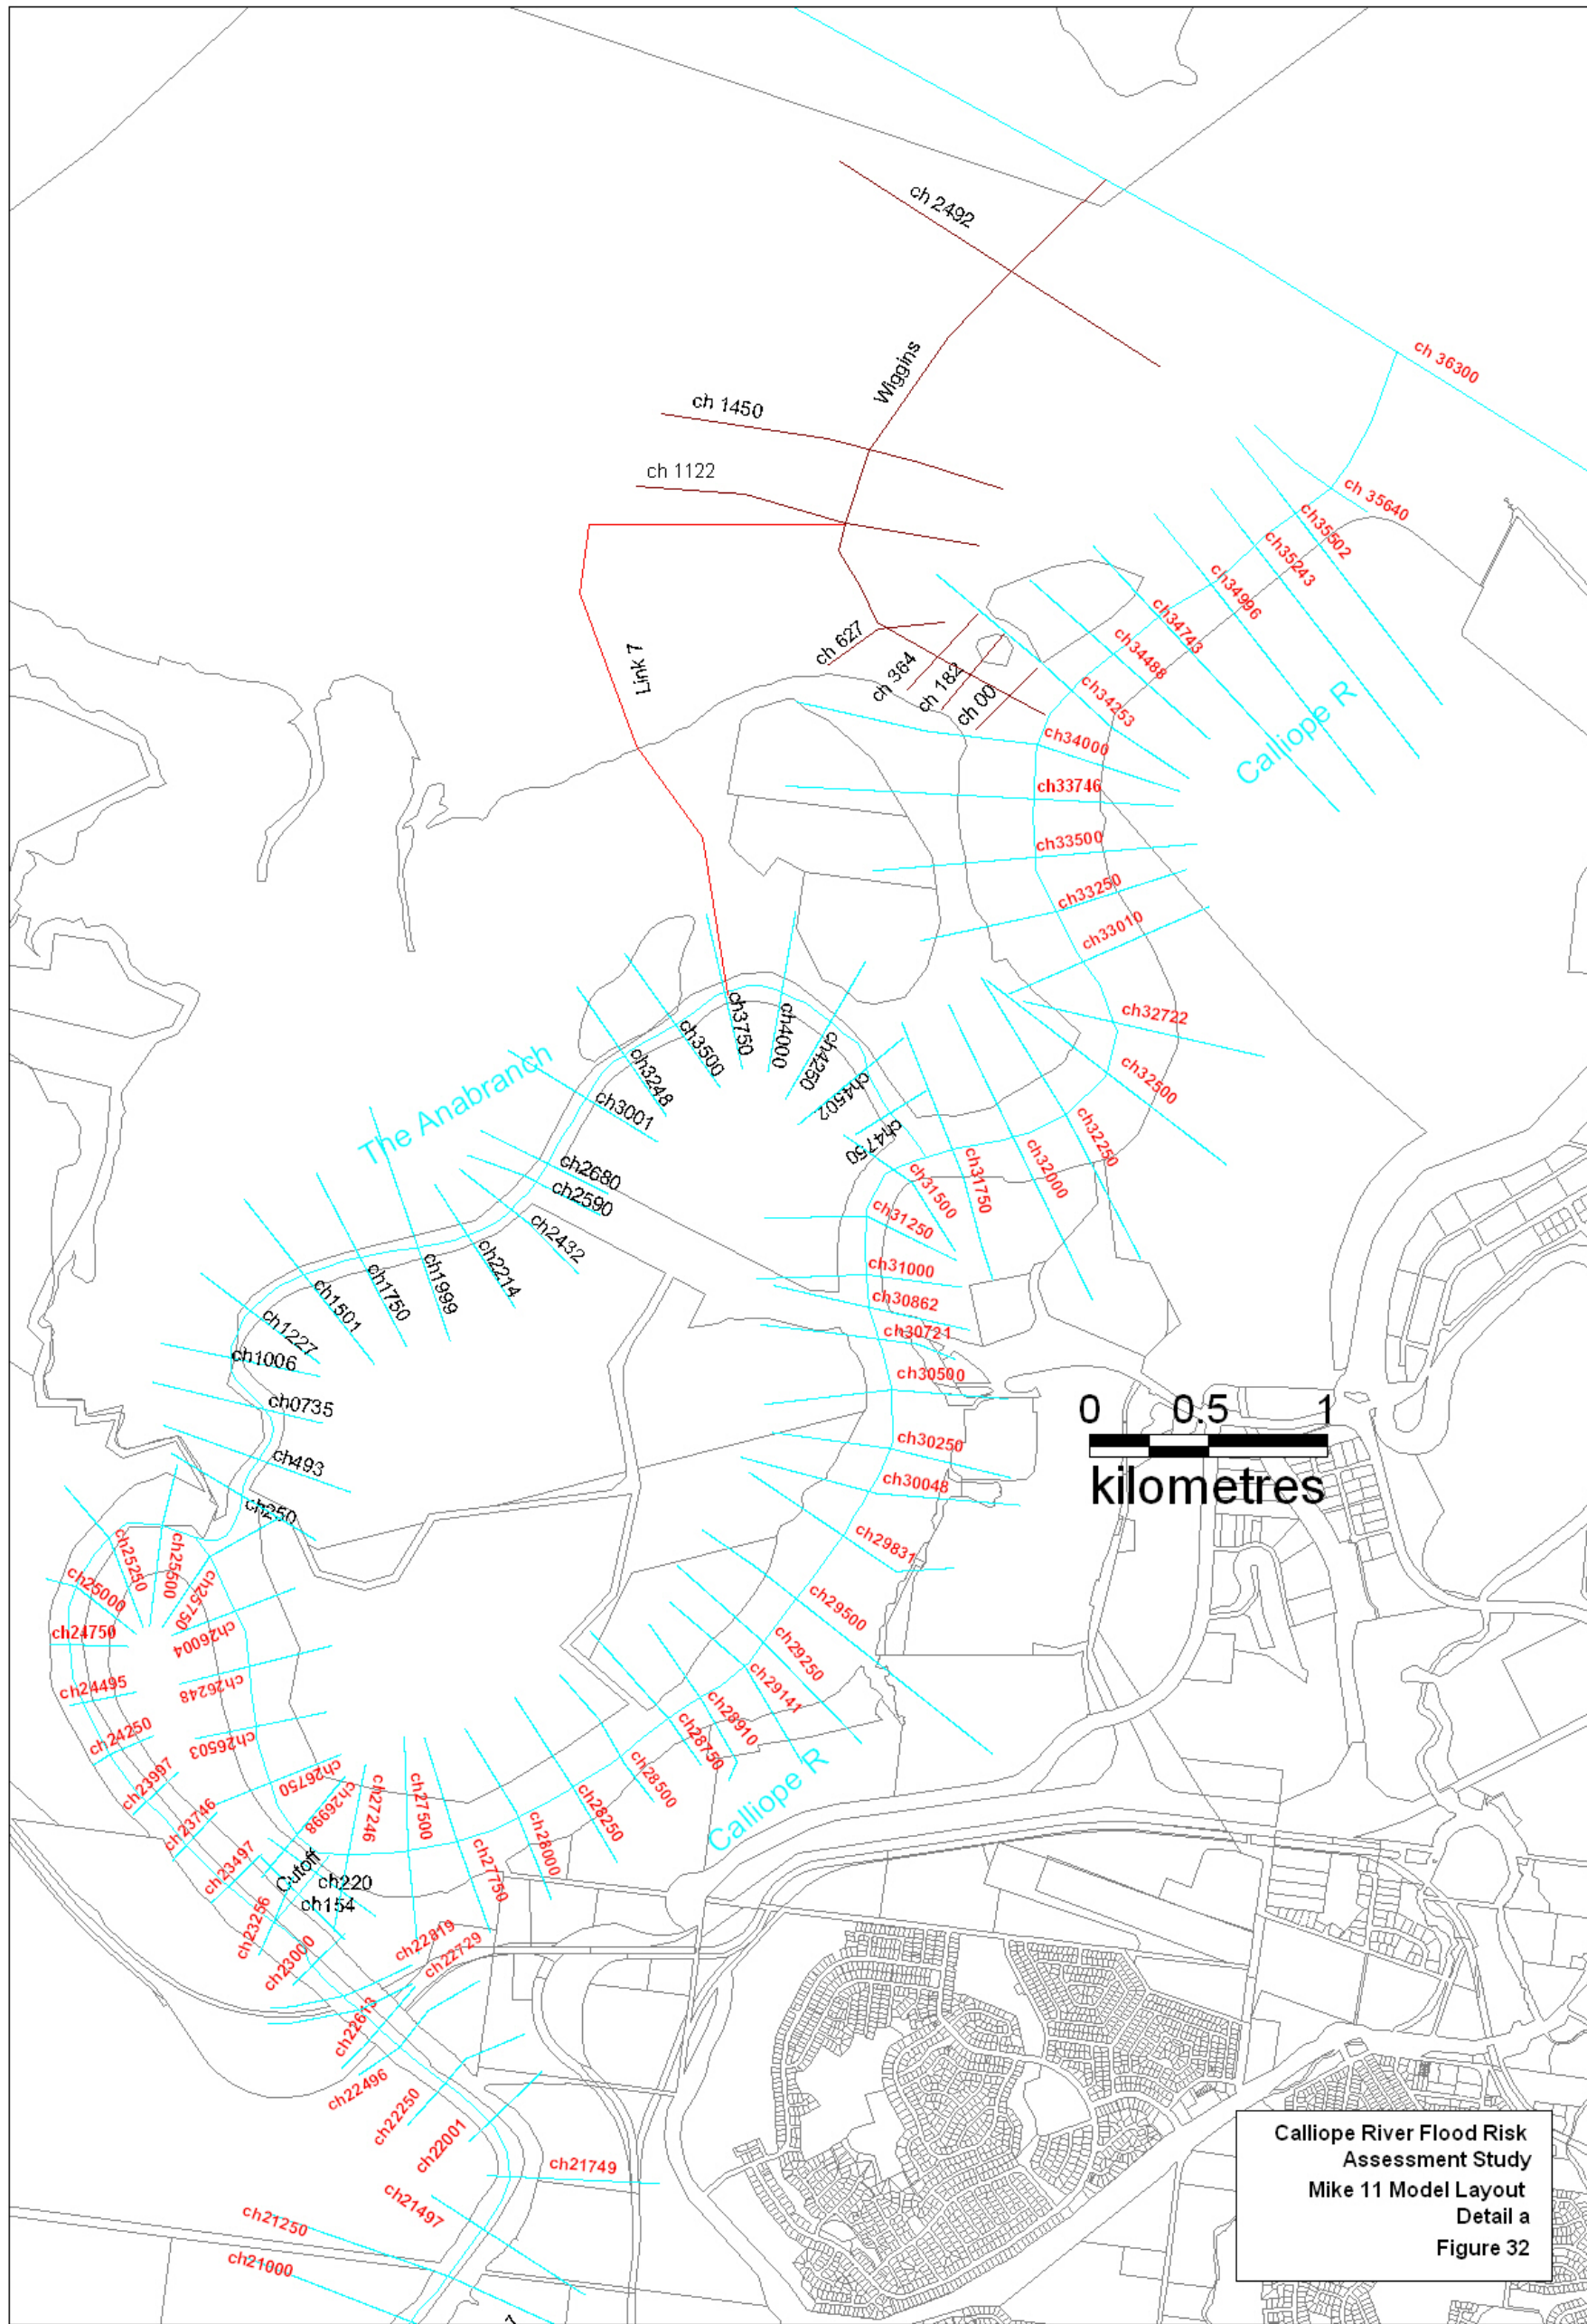 ch 2492
ch 36300
Wiggins
ch 1450
ch 1122
ch 35640
ch35502
ch35243
ch34996
ch34743
ch34488
ch34253
ch 627
ch 364
ch 182
ch 00
Link 7
Calliope R
ch34000
ch33746
ch33500
ch33250
ch33010
ch32722
ch32500
ch32250
ch32000
ch31750
ch31500
ch31250
ch31000
ch30862
ch30721
ch30500
ch30250
ch30048
ch29831
ch29500
ch29250
ch29141
ch28910
ch28750
ch28500
ch28250
ch28000
ch27750
ch27500
ch27246
ch26998
ch26750
ch26503
ch26248
ch26004
ch25750
ch25500
ch25250
ch25000
ch24750
ch24495
ch24250
ch23997
ch23746
ch23497
ch23256
ch23000
ch22819
ch22729
ch22613
ch22496
ch22250
ch22001
ch21749
ch21497
ch21250
ch21000
The Anabranch
ch4750
ch4502
ch4250
ch4000
ch3750
ch3500
ch3248
ch3001
ch2680
ch2590
ch2432
ch2214
ch1999
ch1750
ch1501
ch1227
ch1006
ch0735
ch493
ch250
Cutoff
ch220
ch154
Calliope R
0 0.5 1
kilometres
Calliope River Flood Risk
Assessment Study
Mike 11 Model Layout
Detail a
Figure 32